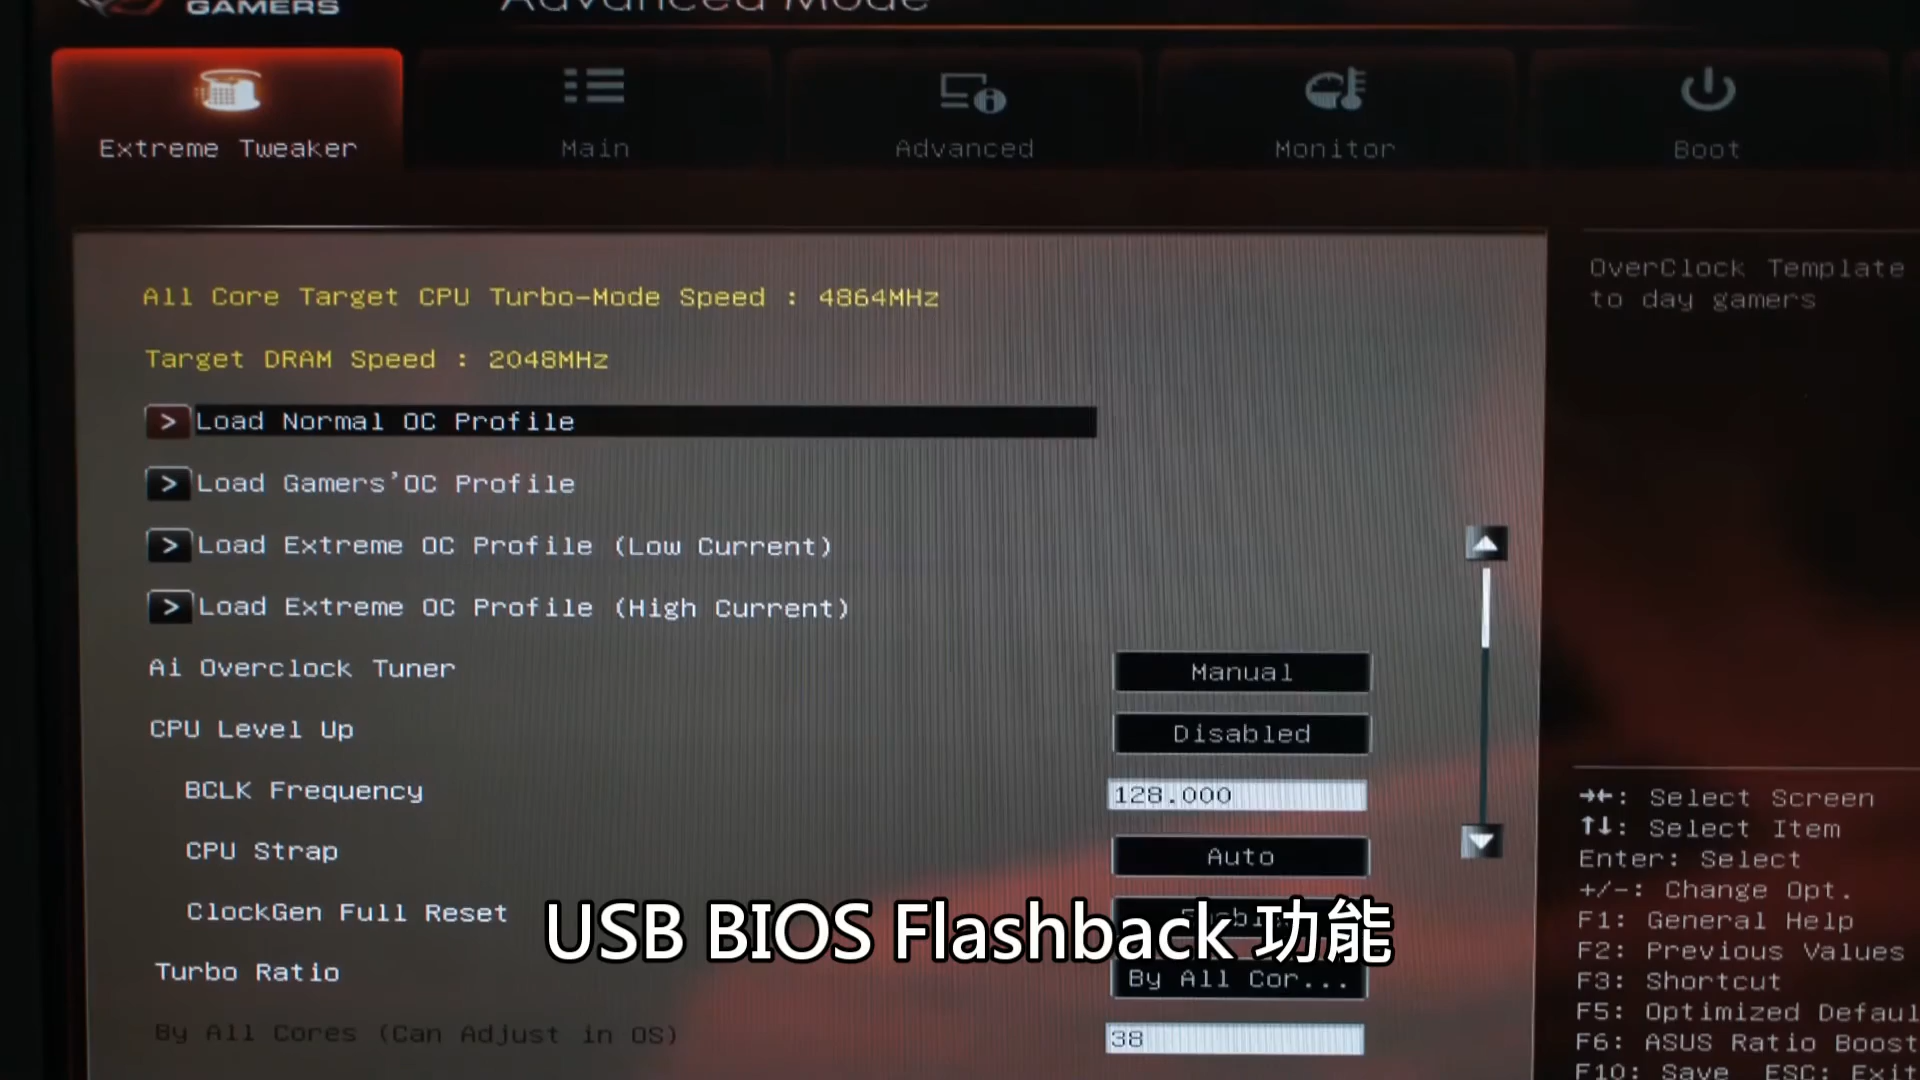 GAMERS
Advanced Mode
Extreme Tweaker
Main
Advanced
Monitor
Boot
All Core Target CPU Turbo-Mode Speed : 4864MHz
Target DRAM Speed : 2048MHz
> Load Normal OC Profile
> Load Gamers'OC Profile
> Load Extreme OC Profile (Low Current)
> Load Extreme OC Profile (High Current)
Ai Overclock Tuner Manual
CPU Level Up Disabled
BCLK Frequency 128.000
CPU Strap Auto
ClockGen Full Reset
Turbo Ratio By All Cor...
By All Cores (Can Adjust in OS) 38
USB BIOS Flashback 功能
OverClock Template
to day gamers
→←: Select Screen
↑↓: Select Item
Enter: Select
+/-: Change Opt.
F1: General Help
F2: Previous Values
F3: Shortcut
F5: Optimized Defaul
F6: ASUS Ratio Boost
F10: Save ESC: Exit